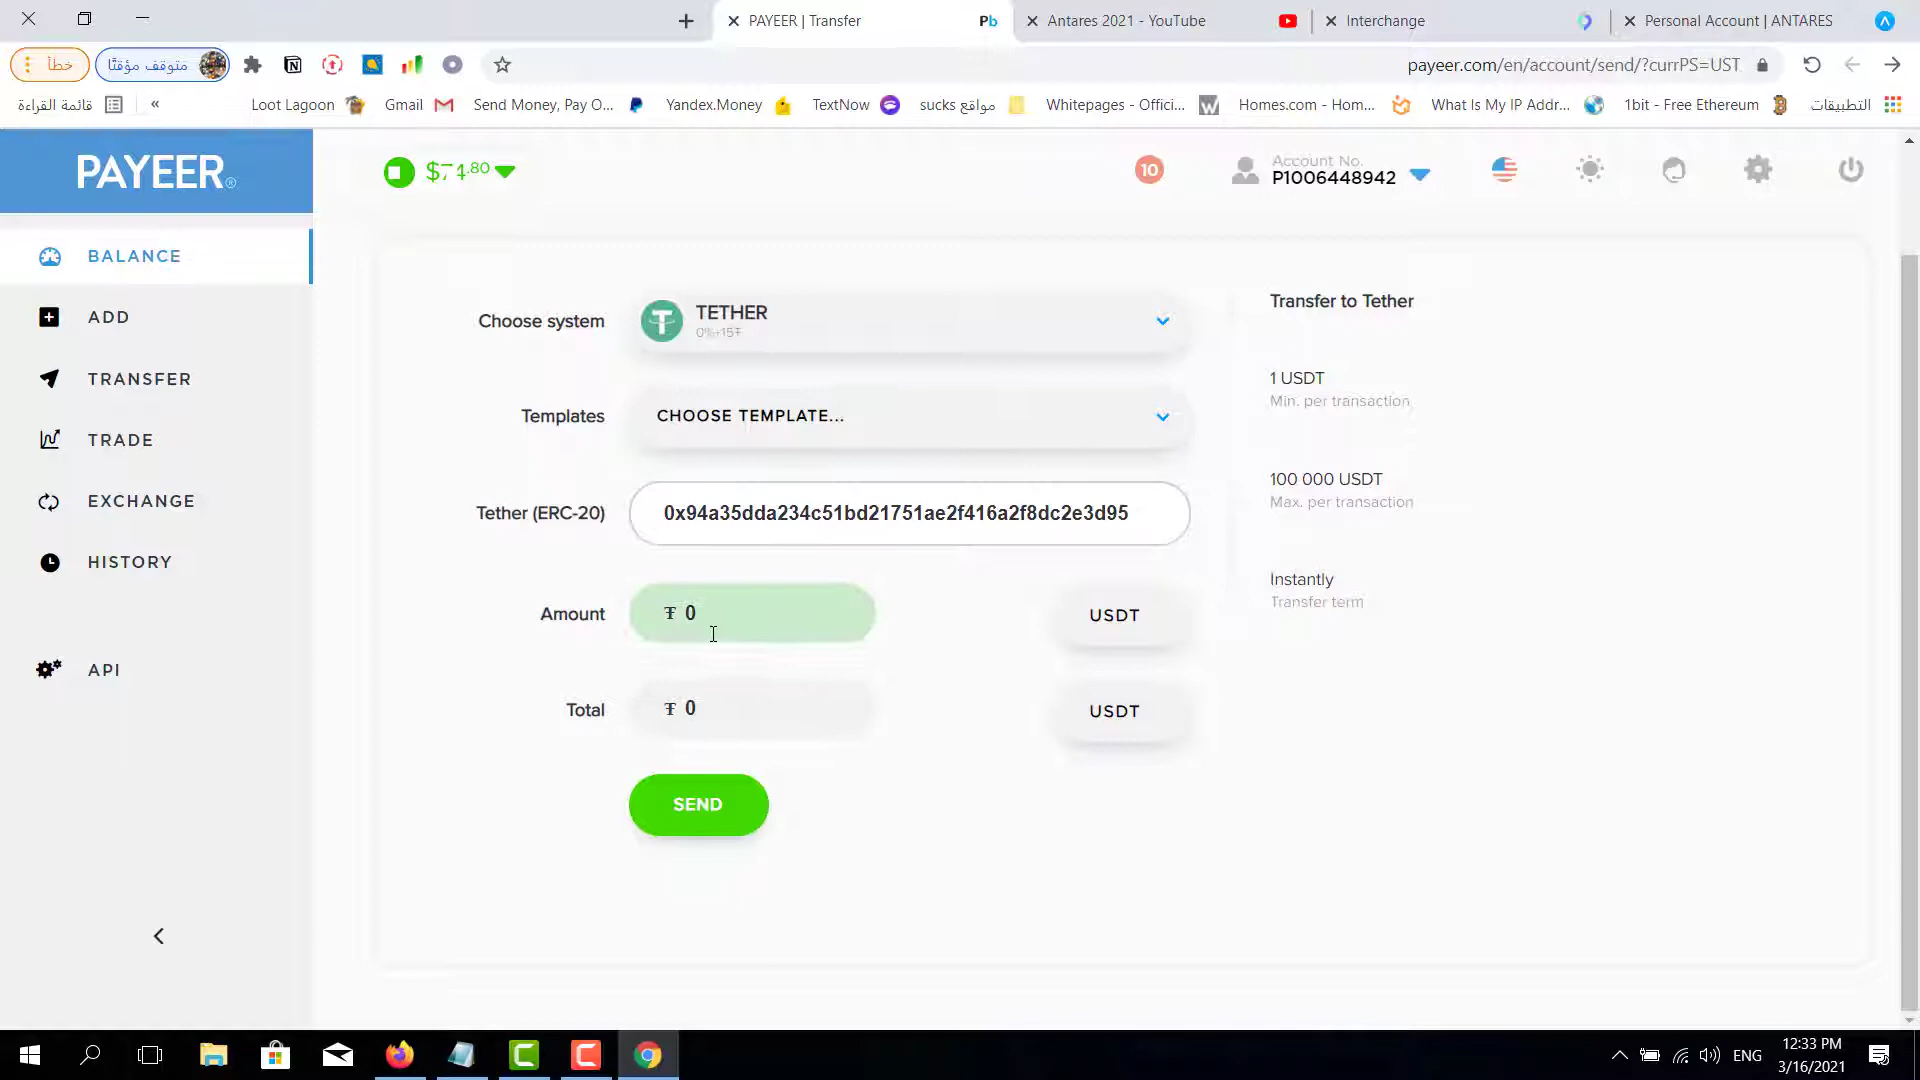 PAYEER | Transfer
Pb
Antares 2021 - YouTube
Interchange
Personal Account | ANTARES
خطأ
متوقف مؤقتًا
payeer.com/en/account/send/?currPS=UST
قائمة القراءة
«
Loot Lagoon
Gmail
Send Money, Pay O...
Yandex.Money
TextNow
مواقع sucks
Whitepages - Offici...
Homes.com - Hom...
What Is My IP Addr...
1bit - Free Ethereum
التطبيقات
PAYEER®
10
Account No.
P1006448942
BALANCE
ADD
TRANSFER
TRADE
EXCHANGE
HISTORY
API
Choose system
TETHER
0%+15₮
Templates
CHOOSE TEMPLATE...
Tether (ERC-20)
0x94a35dda234c51bd21751ae2f416a2f8dc2e3d95
Amount
₮ 0
USDT
Total
₮ 0
USDT
SEND
Transfer to Tether
1 USDT
Min. per transaction
100 000 USDT
Max. per transaction
Instantly
Transfer term
ENG
12:33 PM
3/16/2021